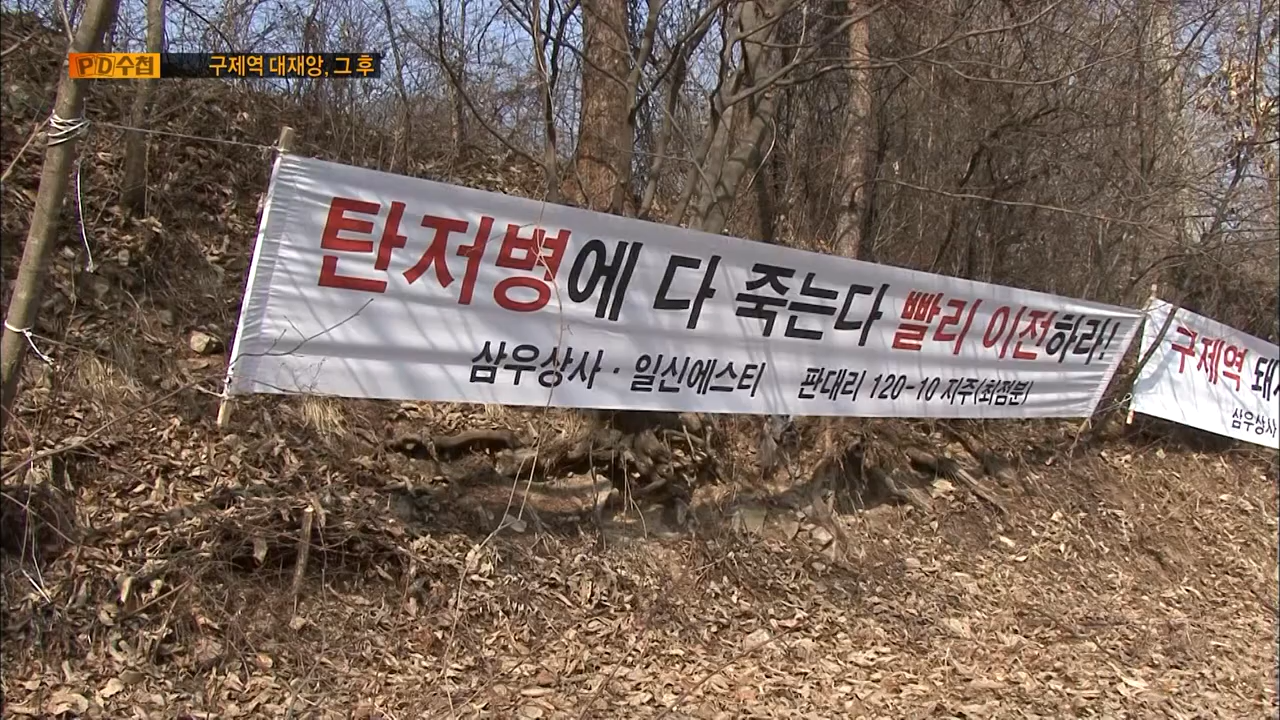 PD수첩 구제역 대재앙, 그 후
탄저병에 다 죽는다 빨리 이전하라!
삼우상사 · 일신에스티 판대리 120-10 지주(최점분)
구제역 돼
삼우상사